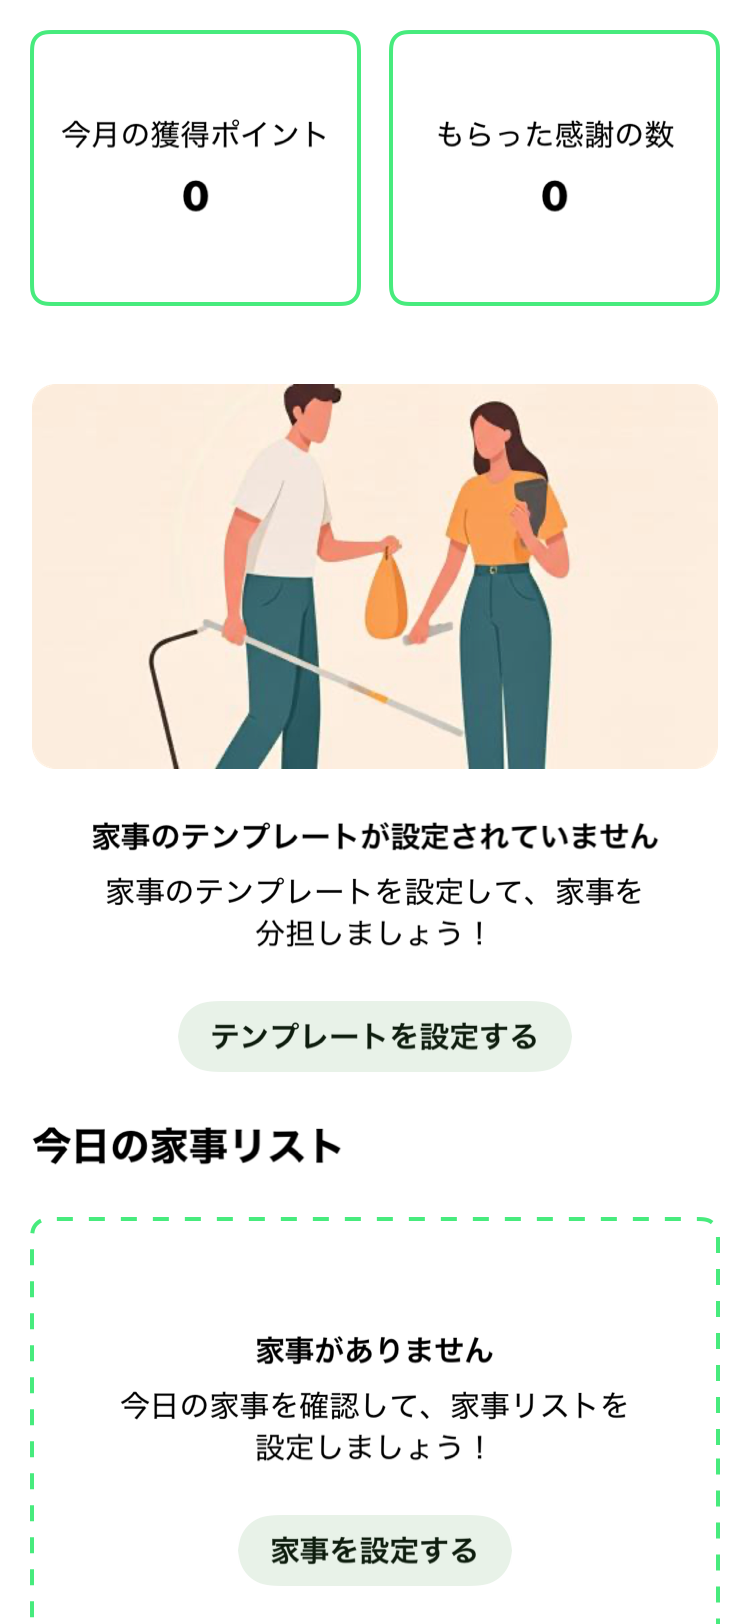 今月の獲得ポイント
0
もらった感謝の数
0
家事のテンプレートが設定されていません
家事のテンプレートを設定して、家事を
分担しましょう！
テンプレートを設定する
今日の家事リスト
家事がありません
今日の家事を確認して、家事リストを
設定しましょう！
家事を設定する